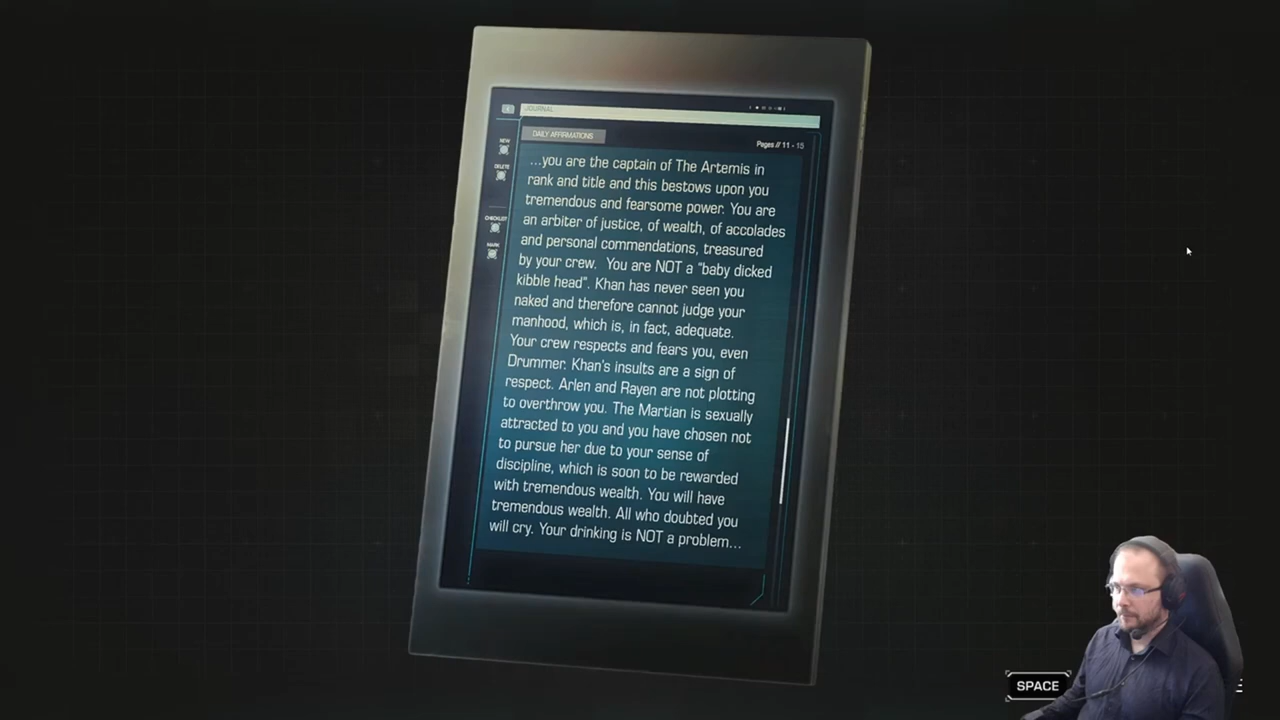 JOURNAL
DAILY AFFIRMATIONS
Pages // 11 - 15
NEW
DELETE
CHECKLIST
MARK
...you are the captain of The Artemis in
rank and title and this bestows upon you
tremendous and fearsome power. You are
an arbiter of justice, of wealth, of accolades
and personal commendations, treasured
by your crew. You are NOT a "baby dicked
kibble head". Khan has never seen you
naked and therefore cannot judge your
manhood, which is, in fact, adequate.
Your crew respects and fears you, even
Drummer. Khan's insults are a sign of
respect. Arlen and Rayen are not plotting
to overthrow you. The Martian is sexually
attracted to you and you have chosen not
to pursue her due to your sense of
discipline, which is soon to be rewarded
with tremendous wealth. You will have
tremendous wealth. All who doubted you
will cry. Your drinking is NOT a problem...
SPACE